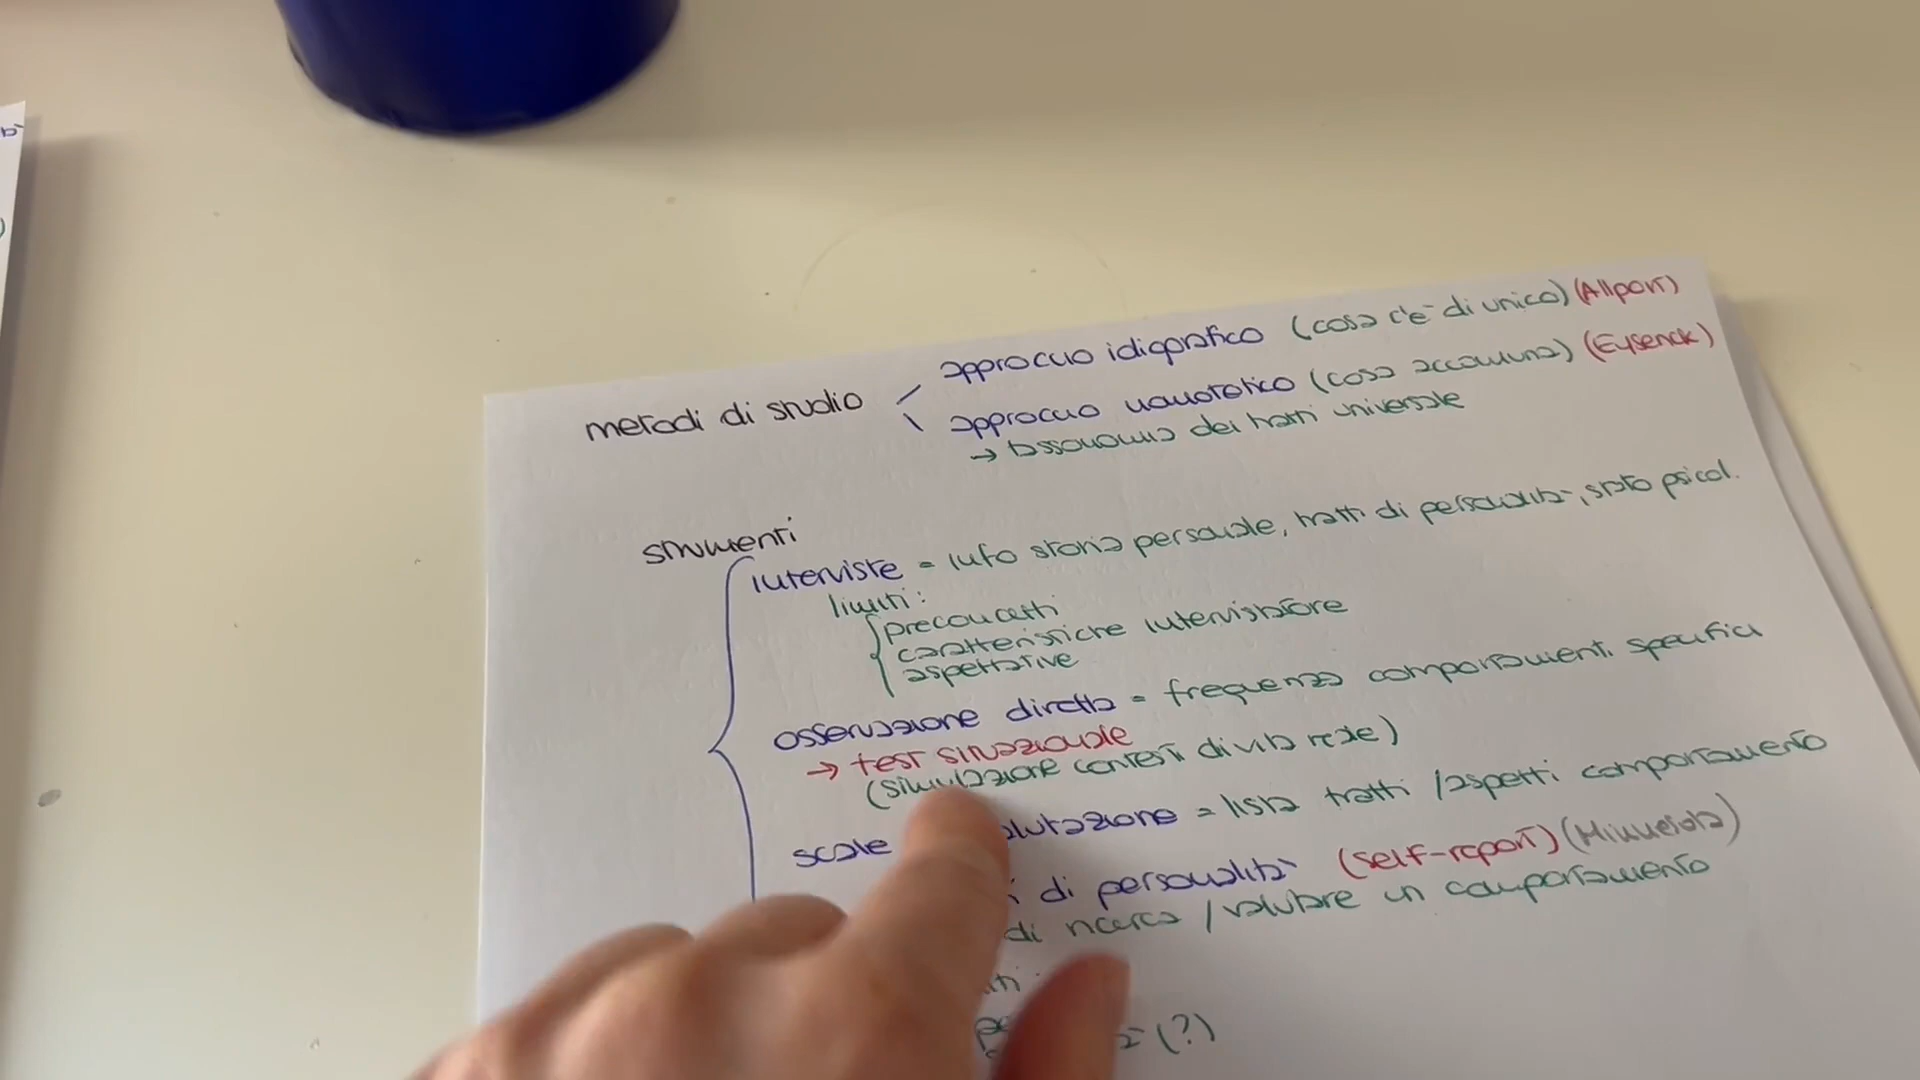 metodi di studio
approccio idiografico (cosa c'è di unico) (Allport)
approccio nomotetico (cosa accomuna) (Eysenck)
→ tassonomia dei tratti universale
strumenti
interviste = info storia personale, tratti di personalità, stato psicol.
limiti:
preconcetti
caratteristiche intervistatore
aspettative
osservazione diretta = frequenza comportamenti specifici
→ test situazionale
(simulazione contesti di vita reale)
scale valutazione = lista tratti / aspetti comportamento
di personalità (self-report) (Minnesota)
di ricerca / valutare un comportamento
(?)